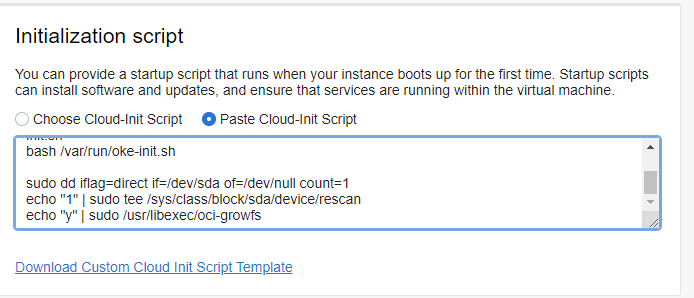 Initialization script
You can provide a startup script that runs when your instance boots up for the first time. Startup scripts
can install software and updates, and ensure that services are running within the virtual machine.
Choose Cloud-Init Script Paste Cloud-Init Script
init.sh
bash /var/run/oke-init.sh
sudo dd iflag=direct if=/dev/sda of=/dev/null count=1
echo "1" | sudo tee /sys/class/block/sda/device/rescan
echo "y" | sudo /usr/libexec/oci-growfs
Download Custom Cloud Init Script Template